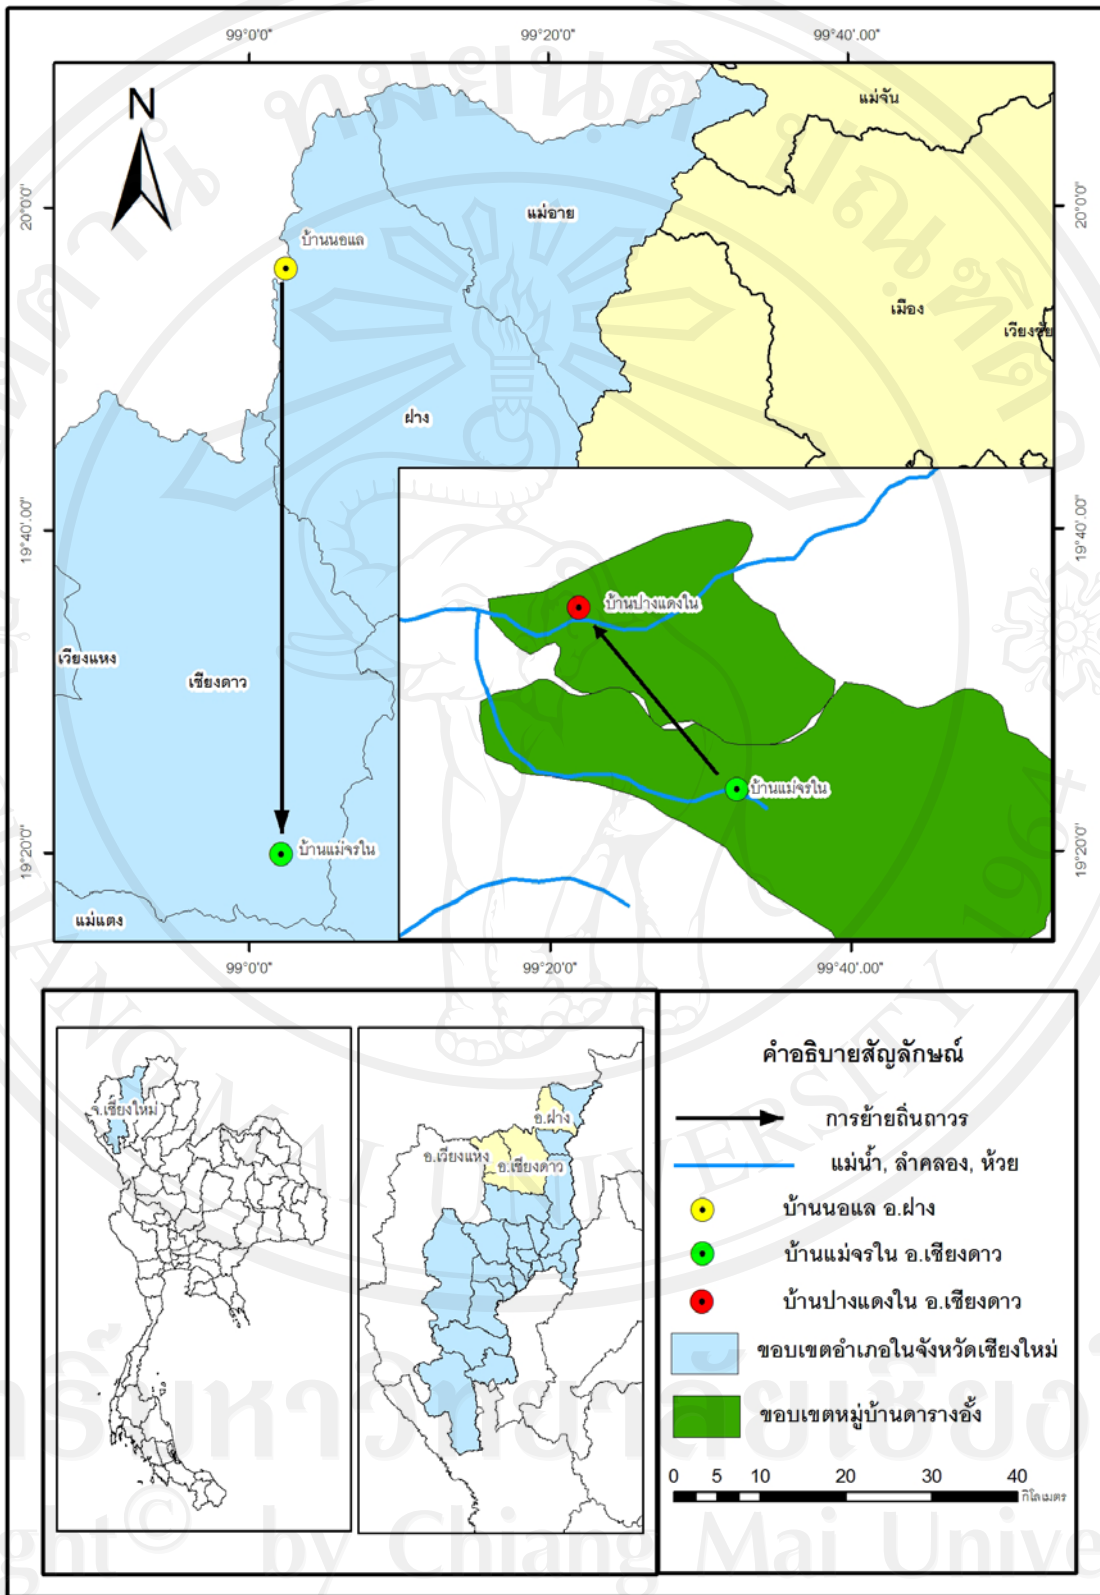 99°0'0" 99°20'0" 99°40'.00"
N
20°0'0" 20°0'0"
แม่จัน
แม่อาย
บ้านนอแล
เมือง
เวียงชัย
ฝาง
19°40'.00" 19°40'.00"
บ้านปางแดงใน
เวียงแหง
เชียงดาว
บ้านแม่จรใน
บ้านแม่จรใน
19°20'0" 19°20'0"
แม่แตง
99°0'0" 99°20'0" 99°40'.00"
จ.เชียงใหม่
อ.ฝาง
อ.เวียงแหง
อ.เชียงดาว
คำอธิบายสัญลักษณ์
การย้ายถิ่นถาวร
แม่น้ำ, ลำคลอง, ห้วย
บ้านนอแล อ.ฝาง
บ้านแม่จรใน อ.เชียงดาว
บ้านปางแดงใน อ.เชียงดาว
ขอบเขตอำเภอในจังหวัดเชียงใหม่
ขอบเขตหมู่บ้านดาราอั้ง
0 5 10 20 30 40
กิโลเมตร
CHIANG MAI UNIVERSITY 1964
by Chiang Mai